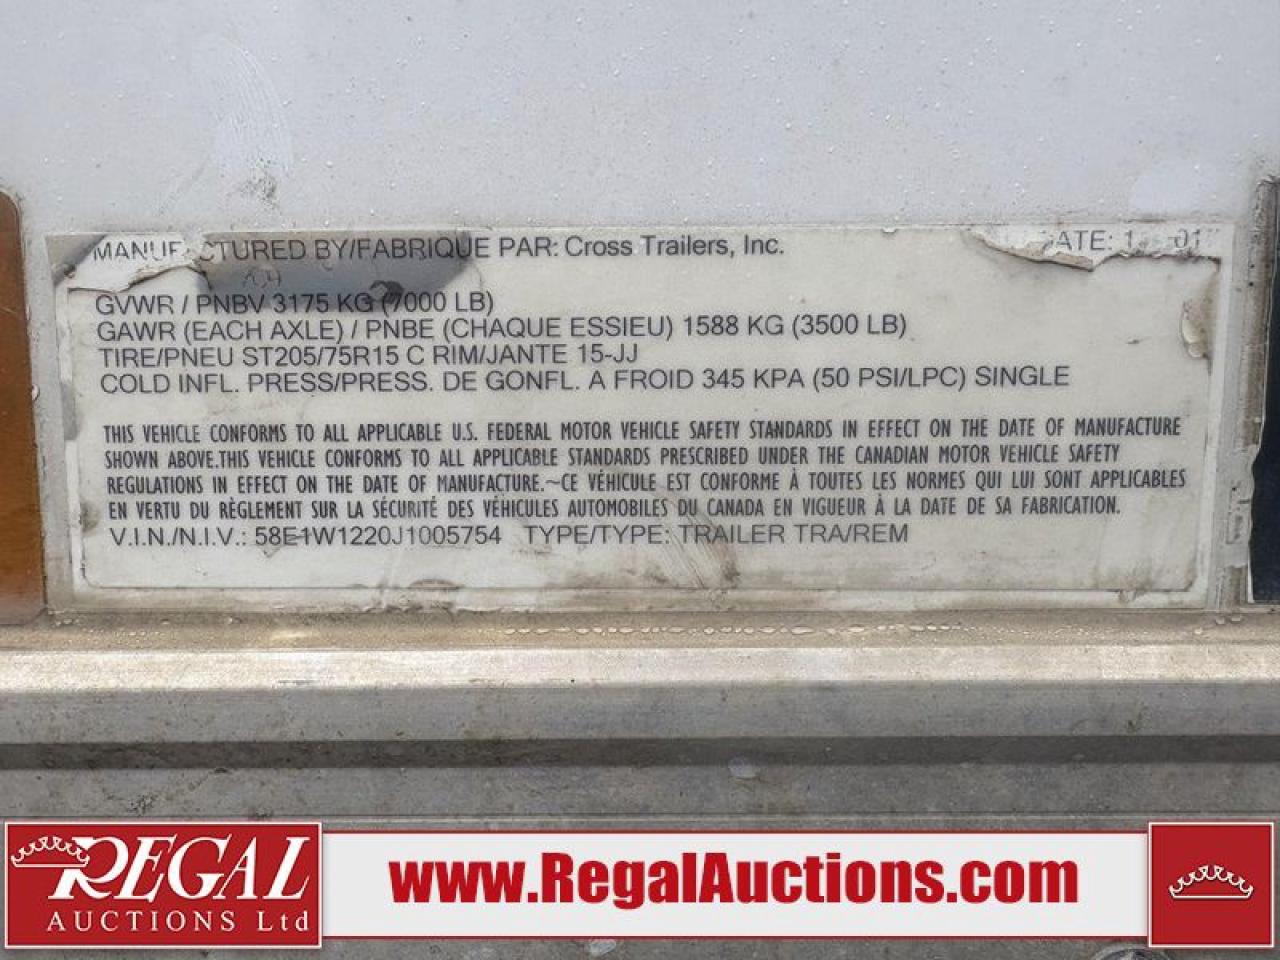 MANUFACTURED BY/FABRIQUE PAR: Cross Trailers, Inc. DATE:
GVWR / PNBV 3175 KG (7000 LB)
GAWR (EACH AXLE) / PNBE (CHAQUE ESSIEU) 1588 KG (3500 LB)
TIRE/PNEU ST205/75R15 C RIM/JANTE 15-JJ
COLD INFL. PRESS/PRESS. DE GONFL. A FROID 345 KPA (50 PSI/LPC) SINGLE
THIS VEHICLE CONFORMS TO ALL APPLICABLE U.S. FEDERAL MOTOR VEHICLE SAFETY STANDARDS IN EFFECT ON THE DATE OF MANUFACTURE
SHOWN ABOVE.THIS VEHICLE CONFORMS TO ALL APPLICABLE STANDARDS PRESCRIBED UNDER THE CANADIAN MOTOR VEHICLE SAFETY
REGULATIONS IN EFFECT ON THE DATE OF MANUFACTURE.~CE VÉHICULE EST CONFORME À TOUTES LES NORMES QUI LUI SONT APPLICABLES
EN VERTU DU RÈGLEMENT SUR LA SÉCURITÉ DES VÉHICULES AUTOMOBILES DU CANADA EN VIGUEUR À LA DATE DE SA FABRICATION.
V.I.N./N.I.V.: 58E1W1220J1005754 TYPE/TYPE: TRAILER TRA/REM
REGAL
AUCTIONS Ltd
www.RegalAuctions.com